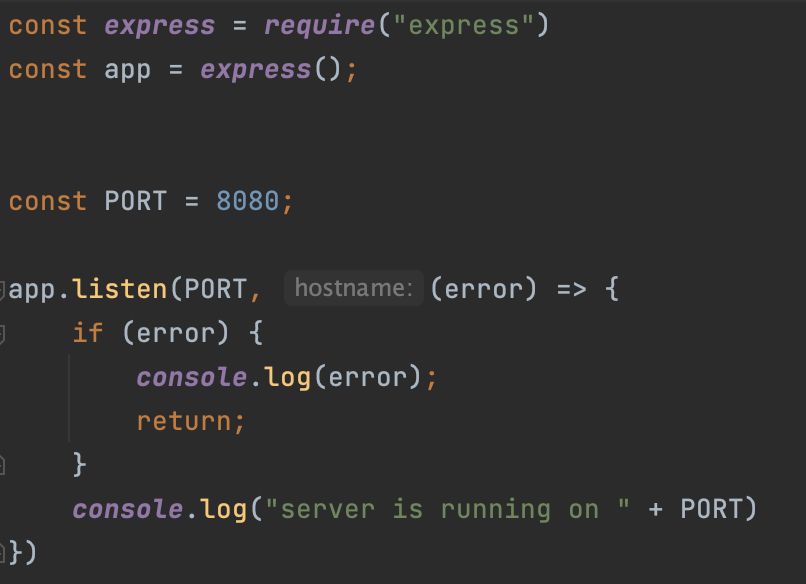 const express = require("express")
const app = express();
const PORT = 8080;
app.listen(PORT, hostname: (error) => {
if (error) {
console.log(error);
return;
}
console.log("server is running on " + PORT)
})